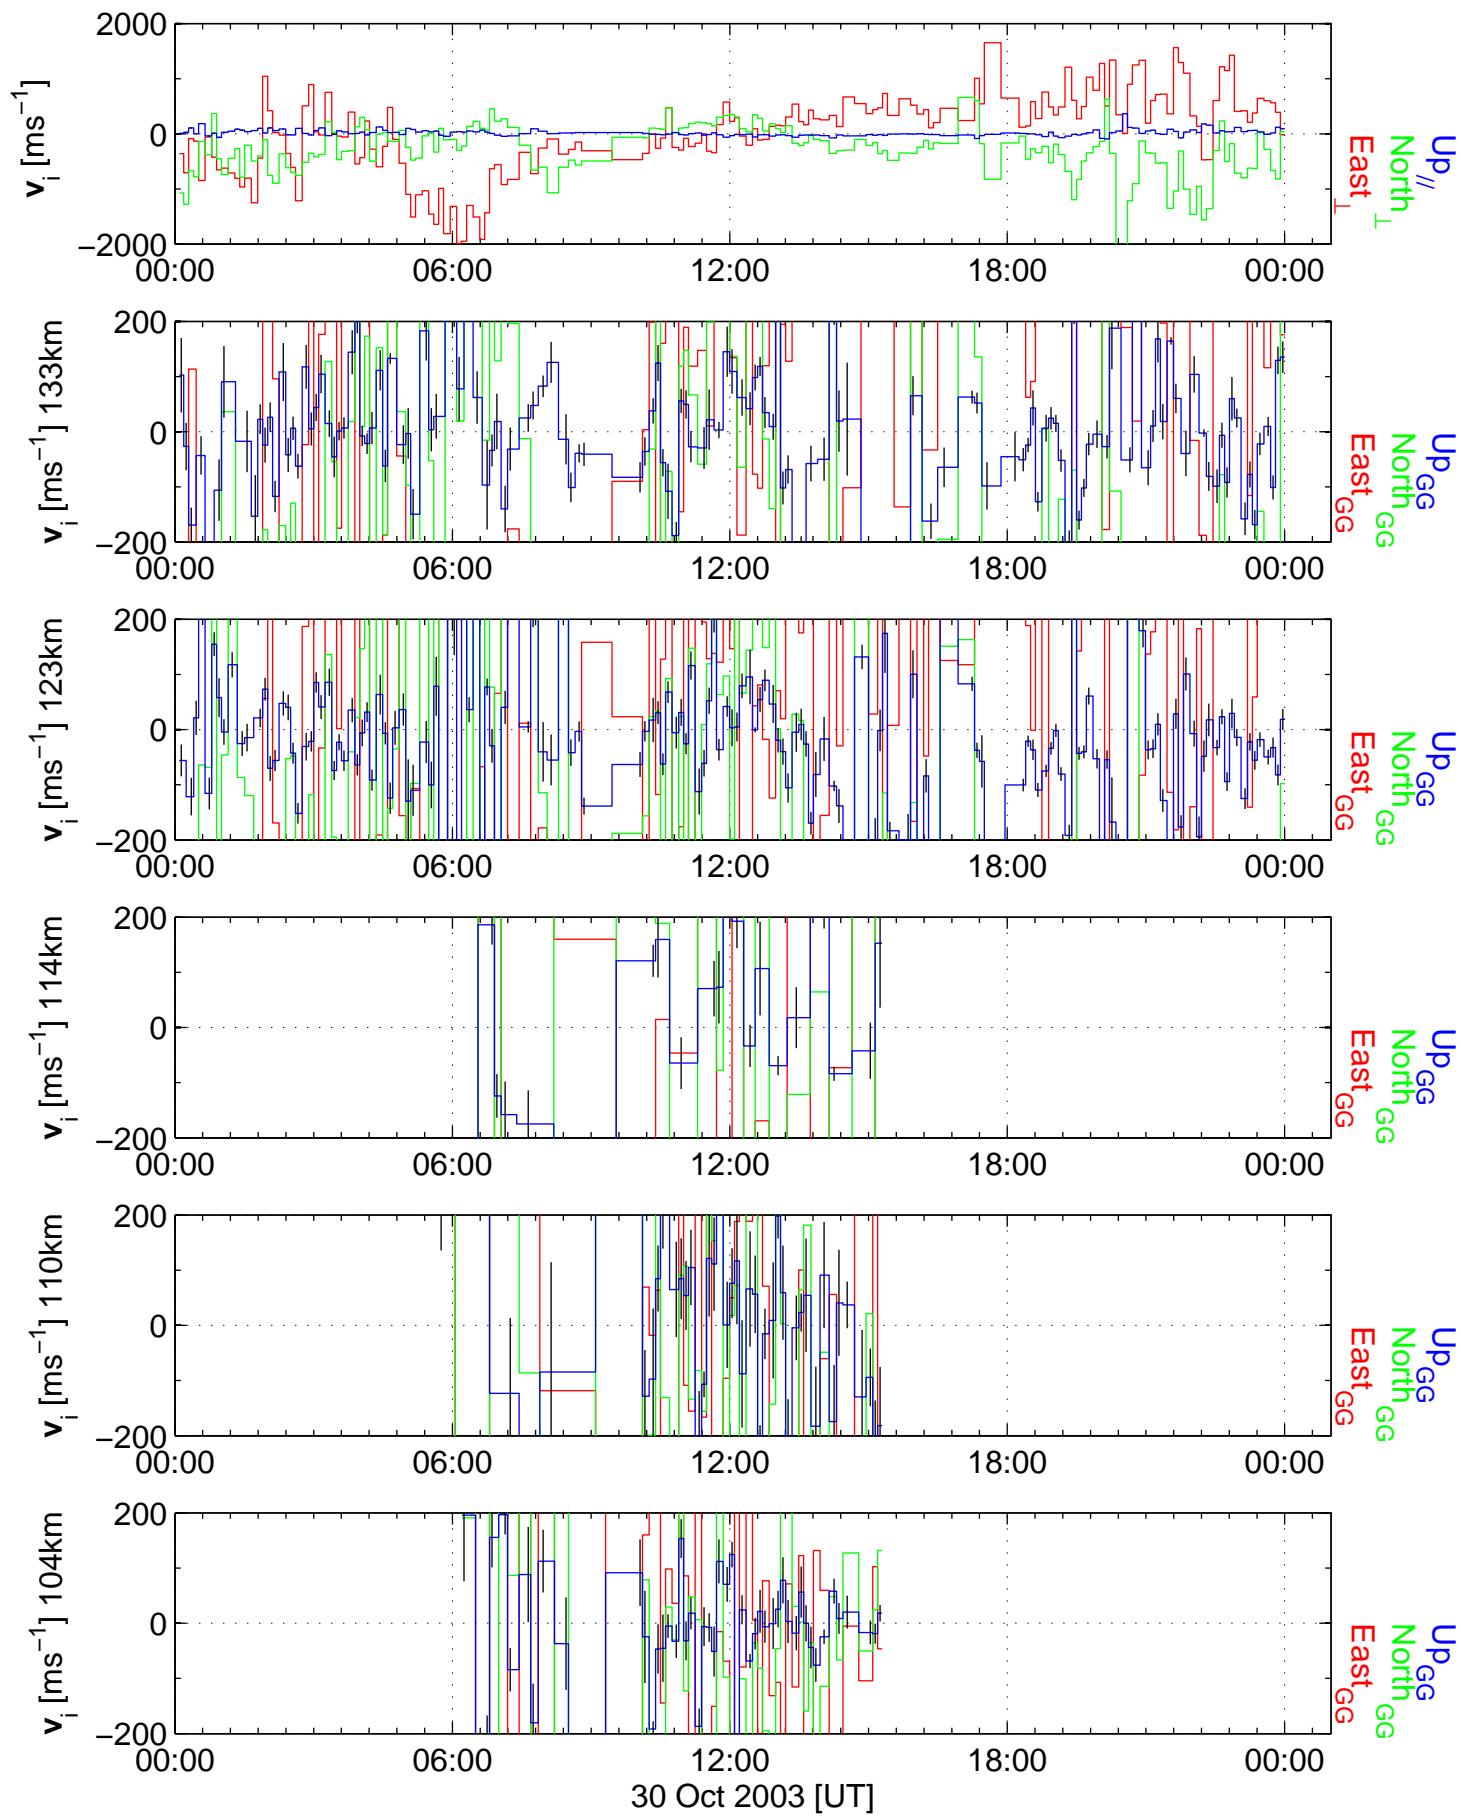 2000
0
−2000
v_i [ms⁻¹]
00:00 06:00 12:00 18:00 00:00
Up_//
North_⊥
East_⊥
200
0
−200
v_i [ms⁻¹] 133km
00:00 06:00 12:00 18:00 00:00
Up_GG
North_GG
East_GG
200
0
−200
v_i [ms⁻¹] 123km
00:00 06:00 12:00 18:00 00:00
Up_GG
North_GG
East_GG
200
0
−200
v_i [ms⁻¹] 114km
00:00 06:00 12:00 18:00 00:00
Up_GG
North_GG
East_GG
200
0
−200
v_i [ms⁻¹] 110km
00:00 06:00 12:00 18:00 00:00
Up_GG
North_GG
East_GG
200
0
−200
v_i [ms⁻¹] 104km
00:00 06:00 12:00 18:00 00:00
Up_GG
North_GG
East_GG
30 Oct 2003 [UT]